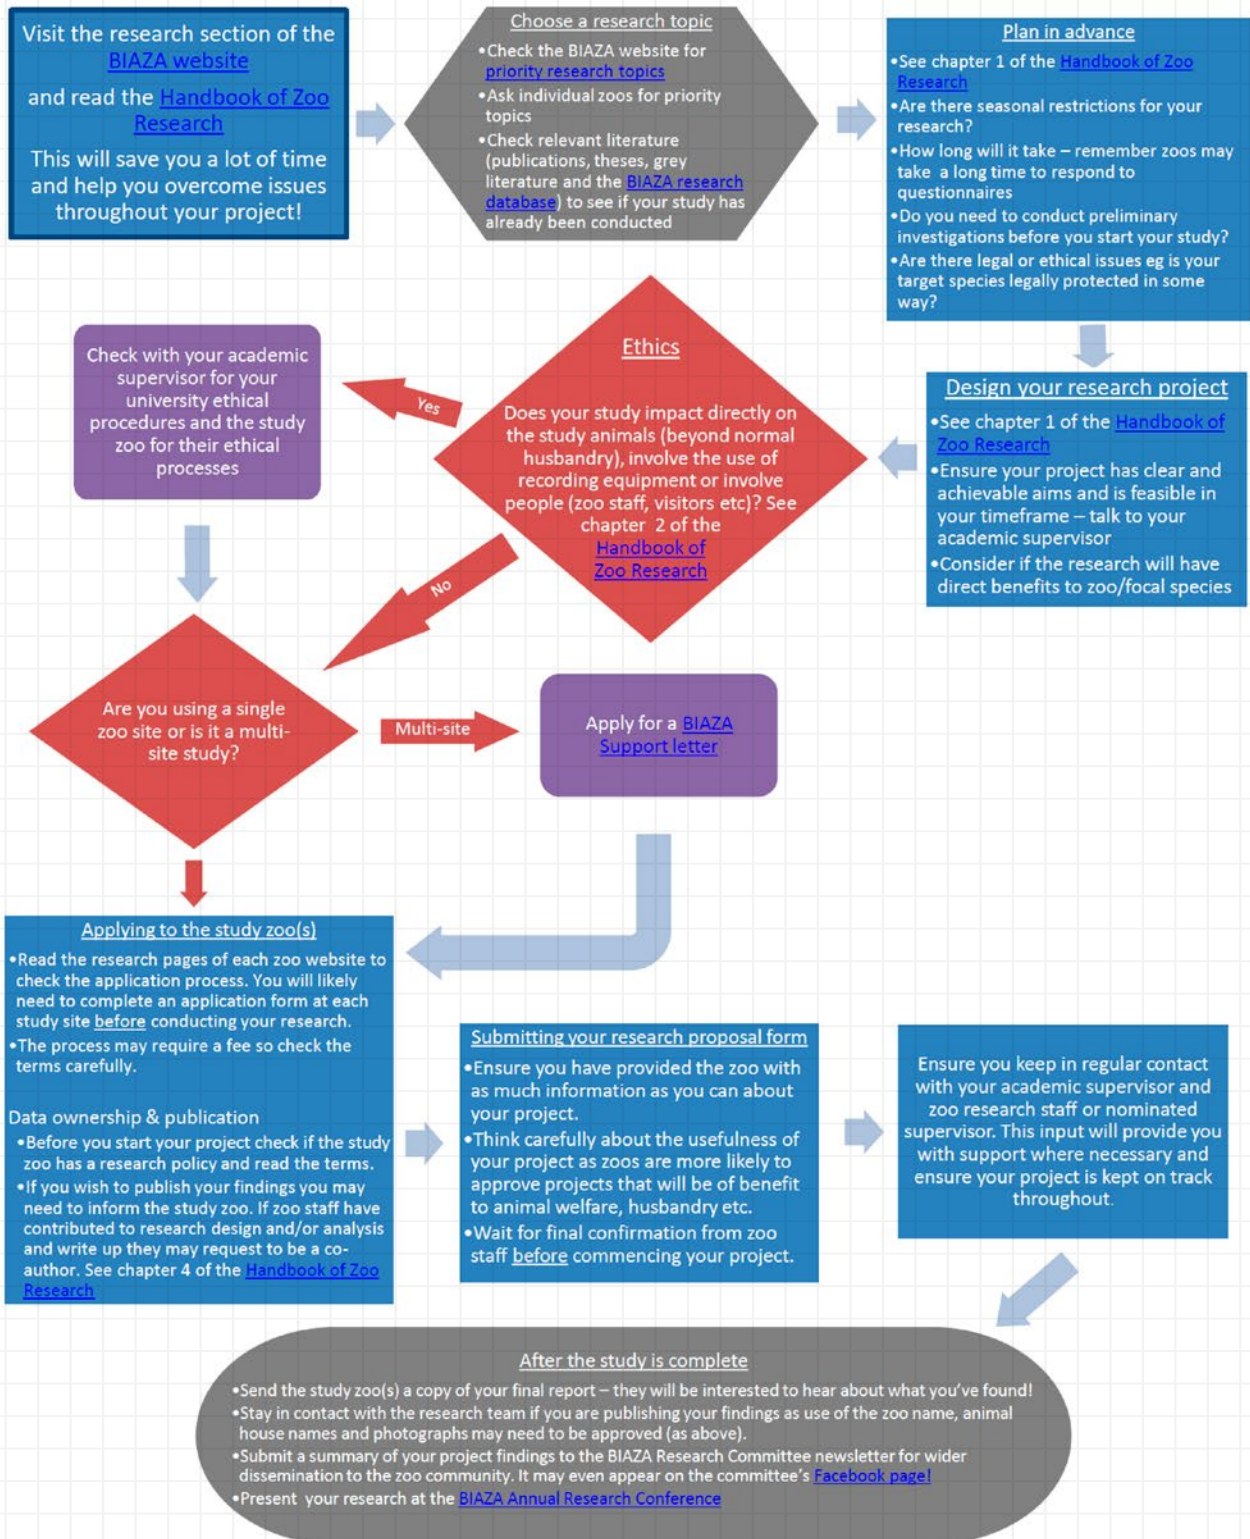 Visit the research section of the
BIAZA website
and read the Handbook of Zoo
Research
This will save you a lot of time
and help you overcome issues
throughout your project!
Choose a research topic
•Check the BIAZA website for
priority research topics
•Ask individual zoos for priority
topics
•Check relevant literature
(publications, theses, grey
literature and the BIAZA research
database) to see if your study has
already been conducted
Plan in advance
•See chapter 1 of the Handbook of Zoo
Research
•Are there seasonal restrictions for your
research?
•How long will it take – remember zoos may
take a long time to respond to
questionnaires
•Do you need to conduct preliminary
investigations before you start your study?
•Are there legal or ethical issues eg is your
target species legally protected in some
way?
Design your research project
•See chapter 1 of the Handbook of
Zoo Research
•Ensure your project has clear and
achievable aims and is feasible in
your timeframe – talk to your
academic supervisor
•Consider if the research will have
direct benefits to zoo/focal species
Ethics
Does your study impact directly on
the study animals (beyond normal
husbandry), involve the use of
recording equipment or involve
people (zoo staff, visitors etc)? See
chapter 2 of the
Handbook of
Zoo Research
Yes
Check with your academic
supervisor for your
university ethical
procedures and the study
zoo for their ethical
processes
No
Are you using a single
zoo site or is it a multi-
site study?
Multi-site
Apply for a BIAZA
Support letter
Applying to the study zoo(s)
•Read the research pages of each zoo website to
check the application process. You will likely
need to complete an application form at each
study site before conducting your research.
•The process may require a fee so check the
terms carefully.
Data ownership & publication
•Before you start your project check if the study
zoo has a research policy and read the terms.
•If you wish to publish your findings you may
need to inform the study zoo. If zoo staff have
contributed to research design and/or analysis
and write up they may request to be a co-
author. See chapter 4 of the Handbook of Zoo
Research
Submitting your research proposal form
•Ensure you have provided the zoo with
as much information as you can about
your project.
•Think carefully about the usefulness of
your project as zoos are more likely to
approve projects that will be of benefit
to animal welfare, husbandry etc.
•Wait for final confirmation from zoo
staff before commencing your project.
Ensure you keep in regular contact
with your academic supervisor and
zoo research staff or nominated
supervisor. This input will provide you
with support where necessary and
ensure your project is kept on track
throughout.
After the study is complete
•Send the study zoo(s) a copy of your final report – they will be interested to hear about what you've found!
•Stay in contact with the research team if you are publishing your findings as use of the zoo name, animal
house names and photographs may need to be approved (as above).
•Submit a summary of your project findings to the BIAZA Research Committee newsletter for wider
dissemination to the zoo community. It may even appear on the committee's Facebook page!
•Present your research at the BIAZA Annual Research Conference